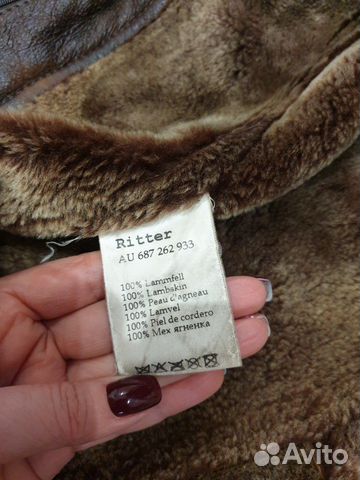 Ritter
AU 687 262 933
100% Lammfell
100% Lambskin
100% Peau d'agneau
100% Lamvel
100% Piel de cordero
100% Мех ягненка
Avito